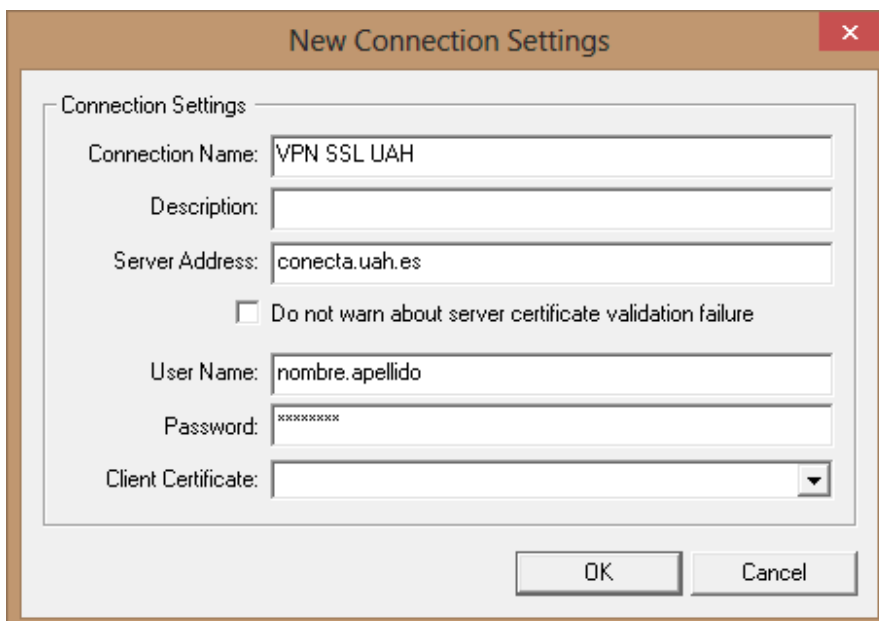 New Connection Settings
Connection Settings
Connection Name: VPN SSL UAH
Description:
Server Address: conecta.uah.es
Do not warn about server certificate validation failure
User Name: nombre.apellido
Password: ********
Client Certificate:
OK Cancel